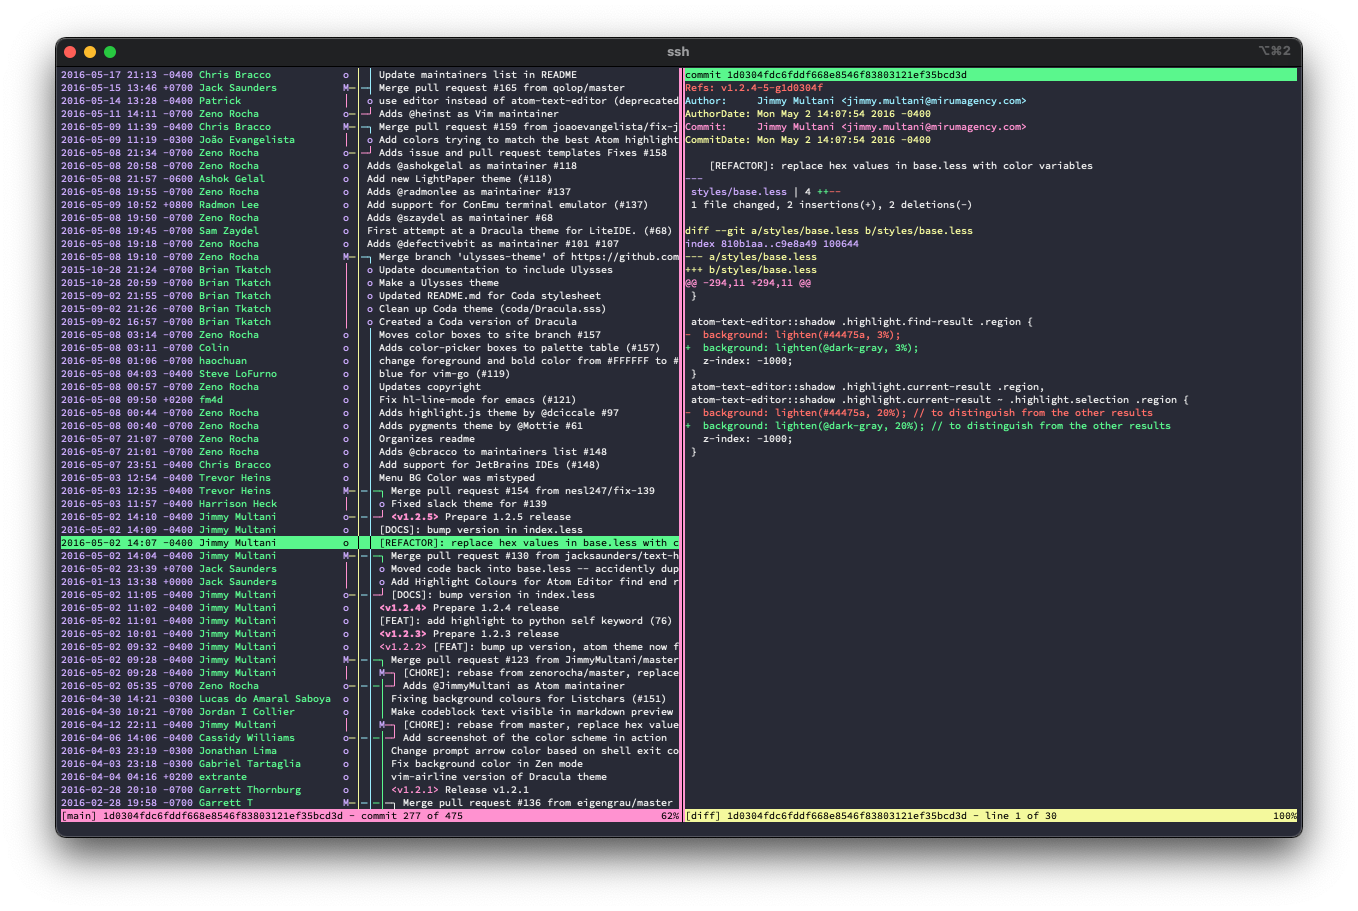 ssh
⌥⌘2
2016-05-17 21:13 -0400 Chris Bracco o Update maintainers list in README
2016-05-15 13:46 +0700 Jack Saunders M Merge pull request #165 from qolop/master
2016-05-14 13:28 -0400 Patrick o use editor instead of atom-text-editor (deprecated
2016-05-11 14:11 -0700 Zeno Rocha o Adds @heinst as Vim maintainer
2016-05-09 11:39 -0400 Chris Bracco M Merge pull request #159 from joaoevangelista/fix-j
2016-05-09 11:19 -0300 João Evangelista o Add colors trying to match the best Atom highlight
2016-05-08 21:34 -0700 Zeno Rocha o Adds issue and pull request templates Fixes #158
2016-05-08 20:58 -0700 Zeno Rocha o Adds @ashokgelal as maintainer #118
2016-05-08 21:57 -0600 Ashok Gelal o Add new LightPaper theme (#118)
2016-05-08 19:55 -0700 Zeno Rocha o Adds @radmonlee as maintainer #137
2016-05-09 10:52 +0800 Radmon Lee o Add support for ConEmu terminal emulator (#137)
2016-05-08 19:50 -0700 Zeno Rocha o Adds @szaydel as maintainer #68
2016-05-08 19:45 -0700 Sam Zaydel o First attempt at a Dracula theme for LiteIDE. (#68)
2016-05-08 19:18 -0700 Zeno Rocha o Adds @defectivebit as maintainer #101 #107
2016-05-08 19:10 -0700 Zeno Rocha M Merge branch 'ulysses-theme' of https://github.com
2015-10-28 21:24 -0700 Brian Tkatch o Update documentation to include Ulysses
2015-10-28 20:59 -0700 Brian Tkatch o Make a Ulysses theme
2015-09-02 21:55 -0700 Brian Tkatch o Updated README.md for Coda stylesheet
2015-09-02 21:26 -0700 Brian Tkatch o Clean up Coda theme (coda/Dracula.sss)
2015-09-02 16:57 -0700 Brian Tkatch o Created a Coda version of Dracula
2016-05-08 03:14 -0700 Zeno Rocha o Moves color boxes to site branch #157
2016-05-08 03:11 -0700 Colin o Adds color-picker boxes to palette table (#157)
2016-05-08 01:06 -0700 haochuan o change foreground and bold color from #FFFFFF to #
2016-05-08 04:03 -0400 Steve LoFurno o blue for vim-go (#119)
2016-05-08 00:57 -0700 Zeno Rocha o Updates copyright
2016-05-08 09:50 +0200 fm4d o Fix hl-line-mode for emacs (#121)
2016-05-08 00:44 -0700 Zeno Rocha o Adds highlight.js theme by @dciccale #97
2016-05-08 00:40 -0700 Zeno Rocha o Adds pygments theme by @Mottie #61
2016-05-07 21:07 -0700 Zeno Rocha o Organizes readme
2016-05-07 21:01 -0700 Zeno Rocha o Adds @cbracco to maintainers list #148
2016-05-07 23:51 -0400 Chris Bracco o Add support for JetBrains IDEs (#148)
2016-05-03 12:54 -0400 Trevor Heins o Menu BG Color was mistyped
2016-05-03 12:35 -0400 Trevor Heins M Merge pull request #154 from nesl247/fix-139
2016-05-03 11:57 -0400 Harrison Heck o Fixed slack theme for #139
2016-05-02 14:10 -0400 Jimmy Multani o <v1.2.5> Prepare 1.2.5 release
2016-05-02 14:09 -0400 Jimmy Multani o [DOCS]: bump version in index.less
2016-05-02 14:07 -0400 Jimmy Multani o [REFACTOR]: replace hex values in base.less with c
2016-05-02 14:04 -0400 Jimmy Multani M Merge pull request #130 from jacksaunders/text-h
2016-05-02 23:39 +0700 Jack Saunders o Moved code back into base.less -- accidently dup
2016-01-13 13:38 +0000 Jack Saunders o Add Highlight Colours for Atom Editor find end r
2016-05-02 11:05 -0400 Jimmy Multani o [DOCS]: bump version in index.less
2016-05-02 11:02 -0400 Jimmy Multani o <v1.2.4> Prepare 1.2.4 release
2016-05-02 11:01 -0400 Jimmy Multani o [FEAT]: add highlight to python self keyword (76)
2016-05-02 10:01 -0400 Jimmy Multani o <v1.2.3> Prepare 1.2.3 release
2016-05-02 09:32 -0400 Jimmy Multani o <v1.2.2> [FEAT]: bump up version, atom theme now f
2016-05-02 09:28 -0400 Jimmy Multani M Merge pull request #123 from JimmyMultani/master
2016-05-02 09:28 -0400 Jimmy Multani M [CHORE]: rebase from zenorocha/master, replace
2016-05-02 05:35 -0700 Zeno Rocha o Adds @JimmyMultani as Atom maintainer
2016-04-30 14:21 -0300 Lucas do Amaral Saboya o Fixing background colours for Listchars (#151)
2016-04-30 10:21 -0700 Jordan I Collier o Make codeblock text visible in markdown preview
2016-04-12 22:11 -0400 Jimmy Multani M [CHORE]: rebase from master, replace hex value
2016-04-06 14:06 -0400 Cassidy Williams o Add screenshot of the color scheme in action
2016-04-03 23:19 -0300 Jonathan Lima o Change prompt arrow color based on shell exit co
2016-04-03 23:18 -0300 Gabriel Tartaglia o Fix background color in Zen mode
2016-04-04 04:16 +0200 extrante o vim-airline version of Dracula theme
2016-02-28 20:10 -0700 Garrett Thornburg o <v1.2.1> Release v1.2.1
2016-02-28 19:58 -0700 Garrett T M Merge pull request #136 from eigengrau/master
[main] 1d0304fdc6fddf668e8546f83803121ef35bcd3d - commit 277 of 475 62%
commit 1d0304fdc6fddf668e8546f83803121ef35bcd3d
Refs: v1.2.4-5-g1d0304f
Author: Jimmy Multani <jimmy.multani@mirumagency.com>
AuthorDate: Mon May 2 14:07:54 2016 -0400
Commit: Jimmy Multani <jimmy.multani@mirumagency.com>
CommitDate: Mon May 2 14:07:54 2016 -0400
[REFACTOR]: replace hex values in base.less with color variables
---
styles/base.less | 4 ++--
1 file changed, 2 insertions(+), 2 deletions(-)
diff --git a/styles/base.less b/styles/base.less
index 810b1aa..c9e8a49 100644
--- a/styles/base.less
+++ b/styles/base.less
@@ -294,11 +294,11 @@
}
atom-text-editor::shadow .highlight.find-result .region {
- background: lighten(#44475a, 3%);
+ background: lighten(@dark-gray, 3%);
z-index: -1000;
}
atom-text-editor::shadow .highlight.current-result .region,
atom-text-editor::shadow .highlight.current-result ~ .highlight.selection .region {
- background: lighten(#44475a, 20%); // to distinguish from the other results
+ background: lighten(@dark-gray, 20%); // to distinguish from the other results
z-index: -1000;
}
[diff] 1d0304fdc6fddf668e8546f83803121ef35bcd3d - line 1 of 30 100%